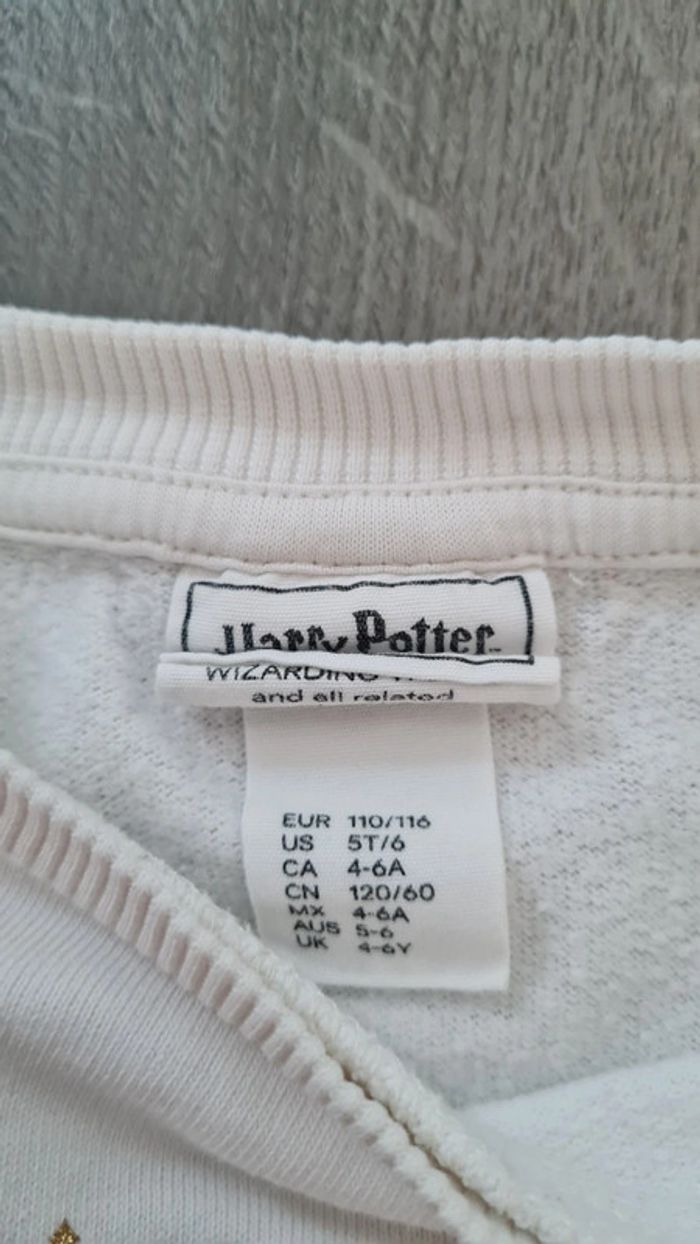 Harry Potter
WIZARDING
and all related
EUR 110/116
US 5T/6
CA 4-6A
CN 120/60
MX 4-6A
AUS 5-6
UK 4-6Y